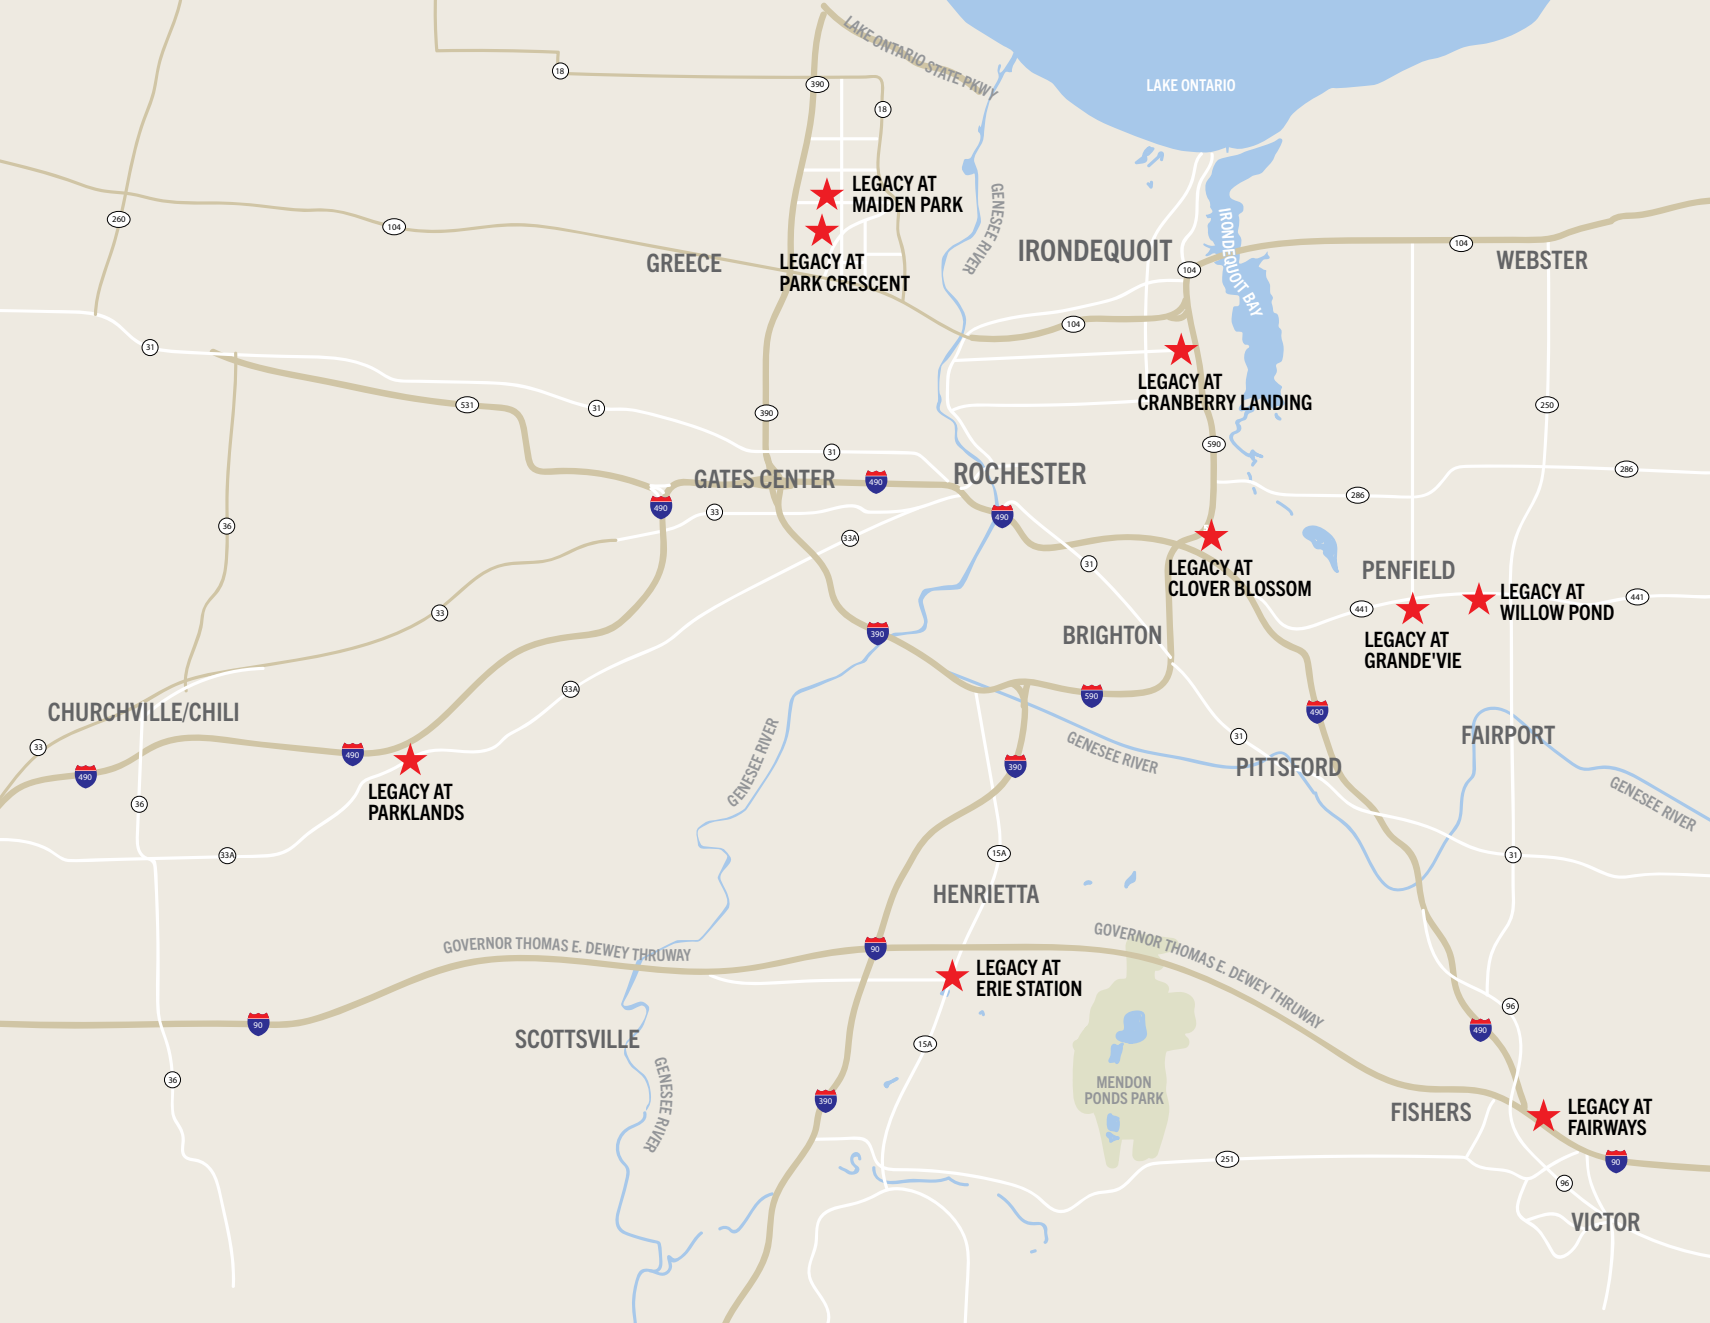 LAKE ONTARIO STATE PKWY
LAKE ONTARIO
18
390
18
LEGACY AT
MAIDEN PARK
GENESEE RIVER
IRONDEQUOIT BAY
260
104
GREECE
LEGACY AT
PARK CRESCENT
IRONDEQUOIT
104
104
WEBSTER
104
31
LEGACY AT
CRANBERRY LANDING
531
31
390
250
590
31
GATES CENTER
490
ROCHESTER
286
286
490
33
490
36
33A
LEGACY AT
CLOVER BLOSSOM
31
PENFIELD
LEGACY AT
WILLOW POND
441
441
33
390
BRIGHTON
LEGACY AT
GRANDE'VIE
33A
590
CHURCHVILLE/CHILI
490
33
490
490
GENESEE RIVER
390
GENESEE RIVER
31
PITTSFORD
FAIRPORT
GENESEE RIVER
LEGACY AT
PARKLANDS
36
33A
15A
31
HENRIETTA
GOVERNOR THOMAS E. DEWEY THRUWAY
90
GOVERNOR THOMAS E. DEWEY THRUWAY
LEGACY AT
ERIE STATION
90
SCOTTSVILLE
15A
96
490
36
GENESEE RIVER
390
MENDON
PONDS PARK
FISHERS
LEGACY AT
FAIRWAYS
251
90
96
VICTOR